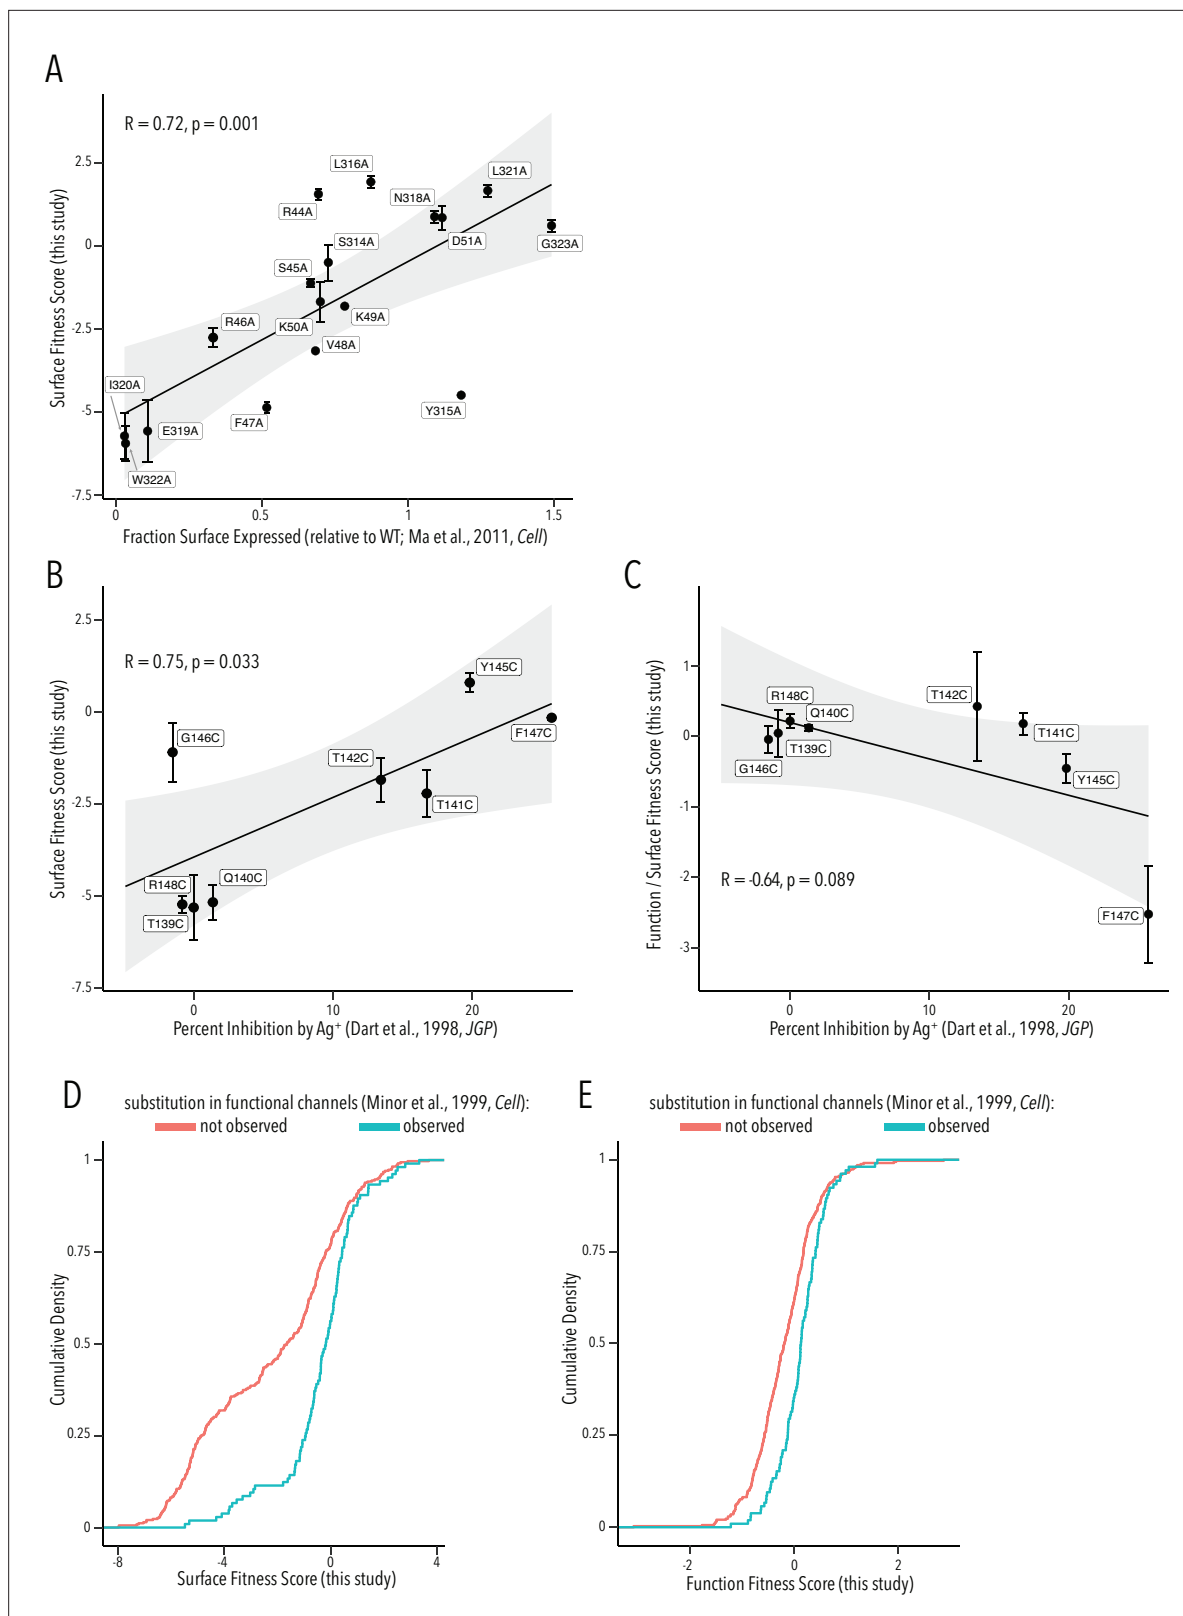 A
R = 0.72, p = 0.001
Surface Fitness Score (this study)
2.5
0
-2.5
-5
-7.5
L316A
L321A
R44A
N318A
D51A
G323A
S314A
S45A
R46A
K50A
K49A
V48A
I320A
F47A
Y315A
E319A
W322A
0
0.5
1
1.5
Fraction Surface Expressed (relative to WT; Ma et al., 2011, Cell)
B
R = 0.75, p = 0.033
Surface Fitness Score (this study)
2.5
0
-2.5
-5
-7.5
Y145C
F147C
G146C
T142C
T141C
R148C
Q140C
T139C
0
10
20
Percent Inhibition by Ag⁺ (Dart et al., 1998, JGP)
C
Function / Surface Fitness Score (this study)
1
0
-1
-2
-3
R148C
Q140C
T142C
T141C
T139C
G146C
Y145C
R = -0.64, p = 0.089
F147C
0
10
20
Percent Inhibition by Ag⁺ (Dart et al., 1998, JGP)
D
substitution in functional channels (Minor et al., 1999, Cell):
not observed
observed
Cumulative Density
1
0.75
0.5
0.25
0
-8
-4
0
4
Surface Fitness Score (this study)
E
substitution in functional channels (Minor et al., 1999, Cell):
not observed
observed
Cumulative Density
1
0.75
0.5
0.25
0
-2
0
2
Function Fitness Score (this study)